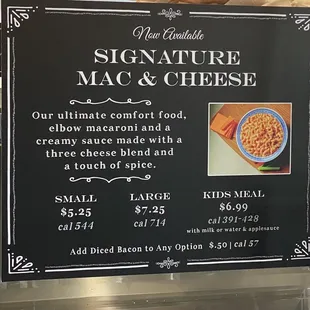 Now Available
SIGNATURE
MAC & CHEESE
Our ultimate comfort food,
elbow macaroni and a
creamy sauce made with a
three cheese blend and
a touch of spice.
SMALL
$5.25
cal 544
LARGE
$7.25
cal 714
KIDS MEAL
$6.99
cal 391-428
with milk or water & applesauce
Add Diced Bacon to Any Option $.50 | cal 57